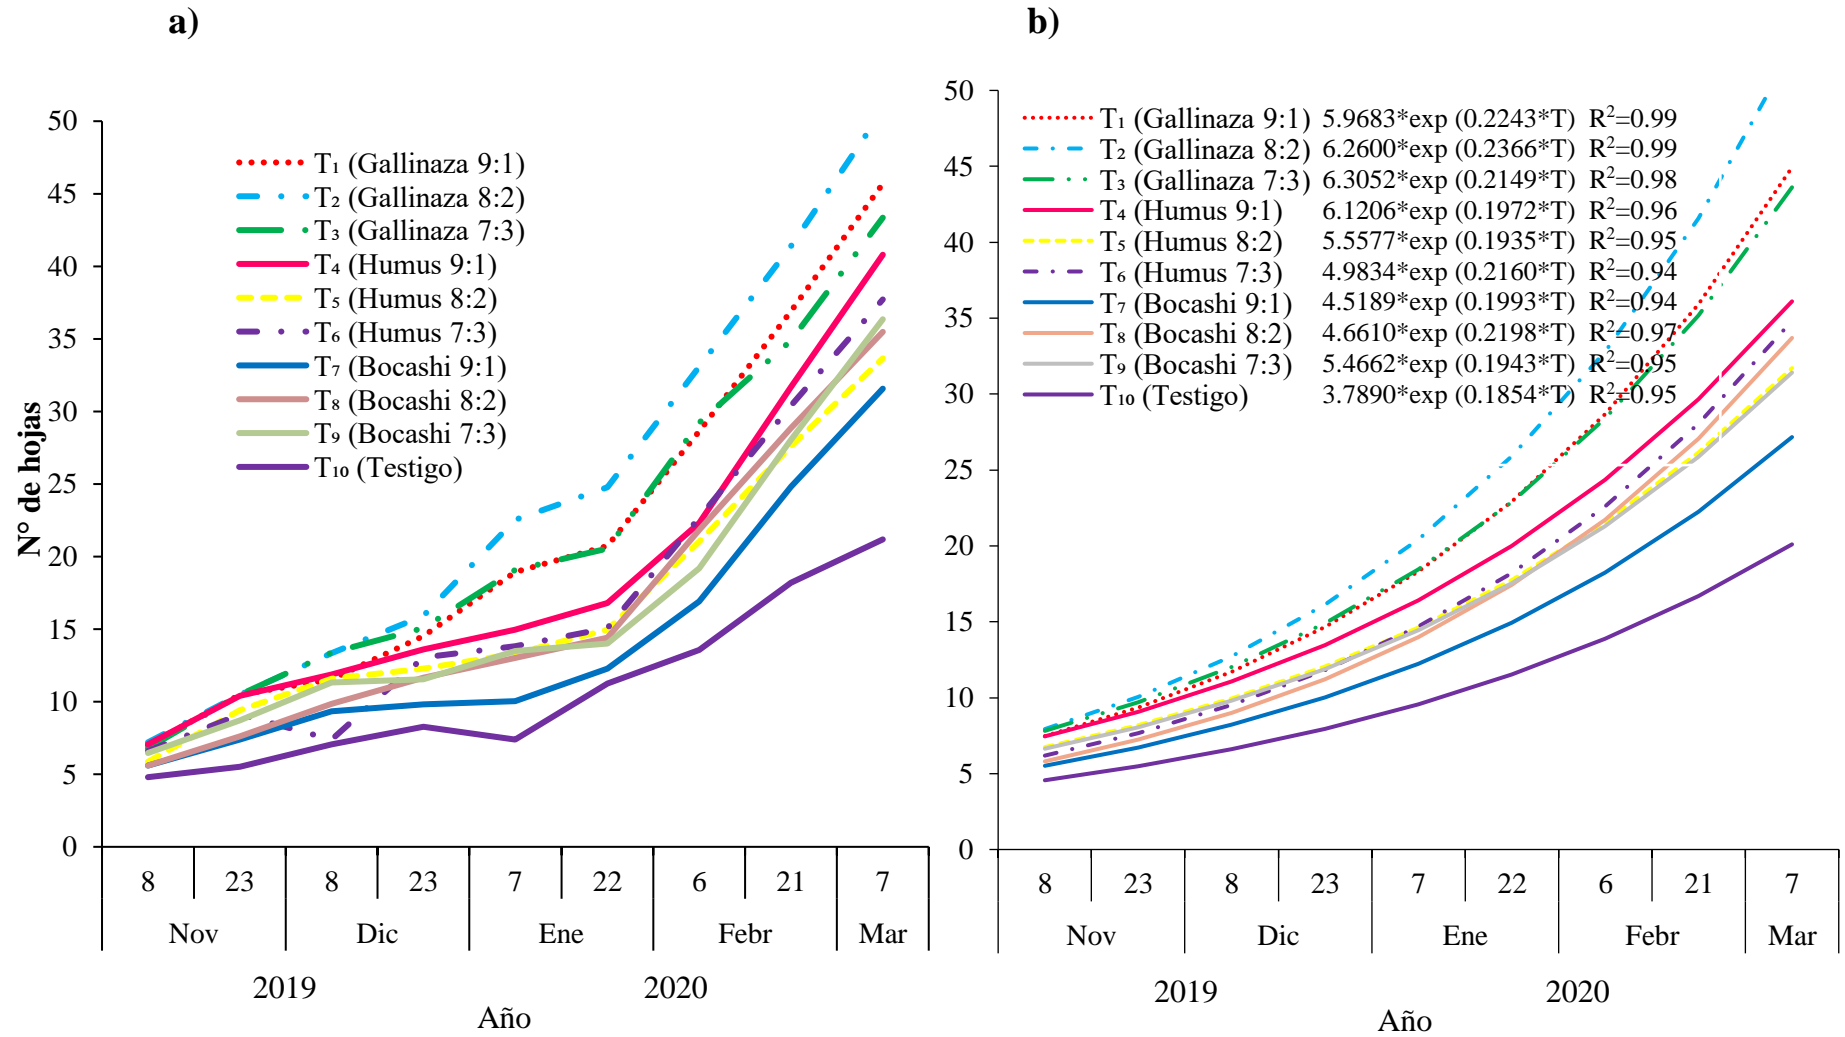 a)
50
45
40
35
30
25
20
15
10
5
0
N° de hojas
T₁ (Gallinaza 9:1)
T₂ (Gallinaza 8:2)
T₃ (Gallinaza 7:3)
T₄ (Humus 9:1)
T₅ (Humus 8:2)
T₆ (Humus 7:3)
T₇ (Bocashi 9:1)
T₈ (Bocashi 8:2)
T₉ (Bocashi 7:3)
T₁₀ (Testigo)
8 23 8 23 7 22 6 21 7
Nov Dic Ene Febr Mar
2019 2020
Año
b)
50
45
40
35
30
25
20
15
10
5
0
T₁ (Gallinaza 9:1) 5.9683*exp (0.2243*T) R²=0.99
T₂ (Gallinaza 8:2) 6.2600*exp (0.2366*T) R²=0.99
T₃ (Gallinaza 7:3) 6.3052*exp (0.2149*T) R²=0.98
T₄ (Humus 9:1) 6.1206*exp (0.1972*T) R²=0.96
T₅ (Humus 8:2) 5.5577*exp (0.1935*T) R²=0.95
T₆ (Humus 7:3) 4.9834*exp (0.2160*T) R²=0.94
T₇ (Bocashi 9:1) 4.5189*exp (0.1993*T) R²=0.94
T₈ (Bocashi 8:2) 4.6610*exp (0.2198*T) R²=0.97
T₉ (Bocashi 7:3) 5.4662*exp (0.1943*T) R²=0.95
T₁₀ (Testigo) 3.7890*exp (0.1854*T) R²=0.95
8 23 8 23 7 22 6 21 7
Nov Dic Ene Febr Mar
2019 2020
Año